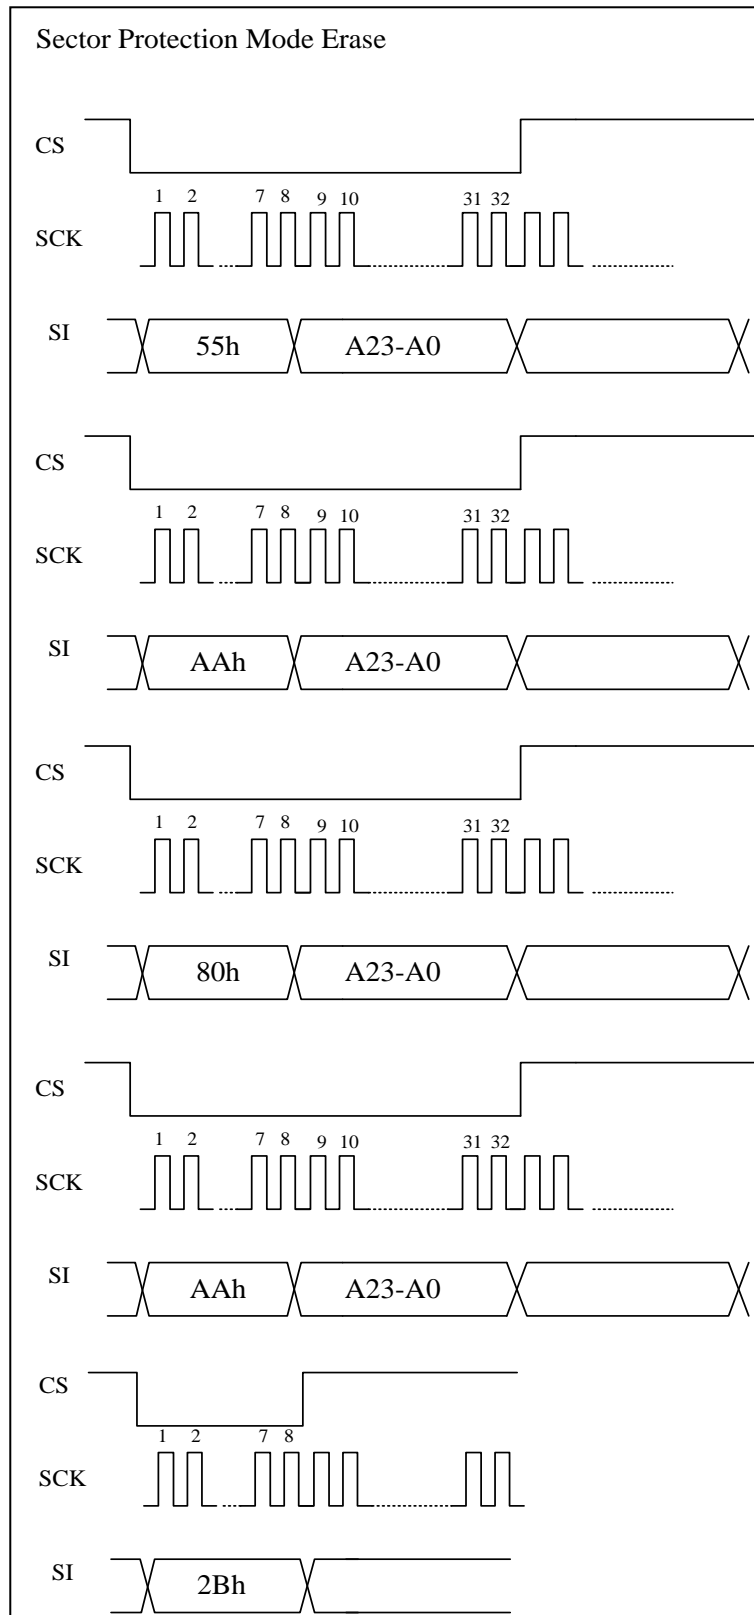 Sector Protection Mode Erase
CS
1 2 7 8 9 10 31 32
SCK
SI 55h A23-A0
CS
1 2 7 8 9 10 31 32
SCK
SI AAh A23-A0
CS
1 2 7 8 9 10 31 32
SCK
SI 80h A23-A0
CS
1 2 7 8 9 10 31 32
SCK
SI AAh A23-A0
CS
1 2 7 8
SCK
SI 2Bh